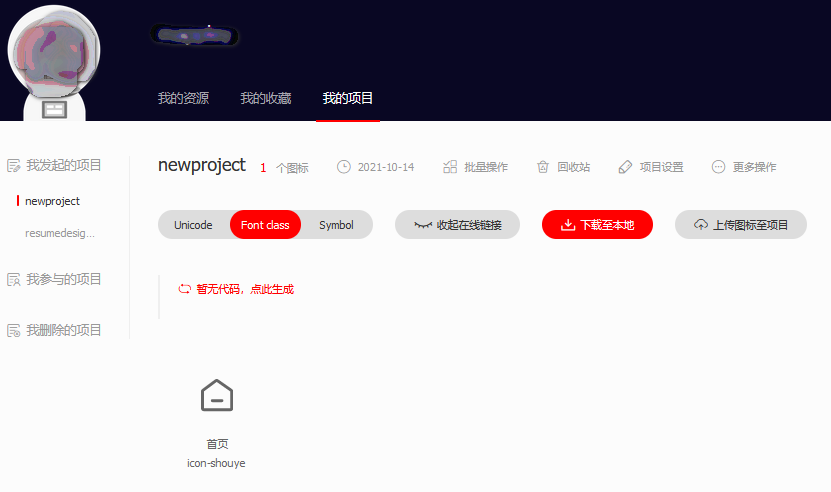 我的资源 我的收藏 我的项目
我发起的项目
newproject
resumedesig...
我参与的项目
我删除的项目
newproject 1 个图标 2021-10-14 批量操作 回收站 项目设置 更多操作
Unicode Font class Symbol 收起在线链接 下载至本地 上传图标至项目
暂无代码，点此生成
首页
icon-shouye